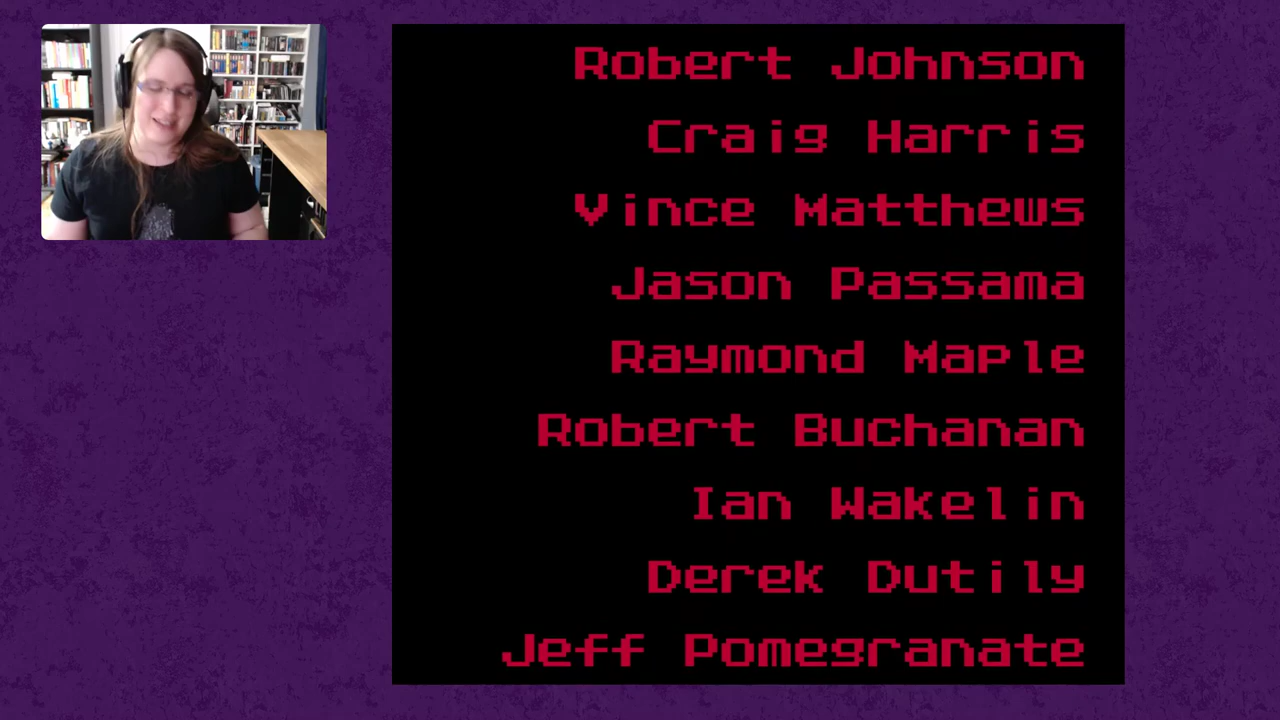 Robert Johnson
Craig Harris
Vince Matthews
Jason Passama
Raymond Maple
Robert Buchanan
Ian Wakelin
Derek Dutily
Jeff Pomegranate